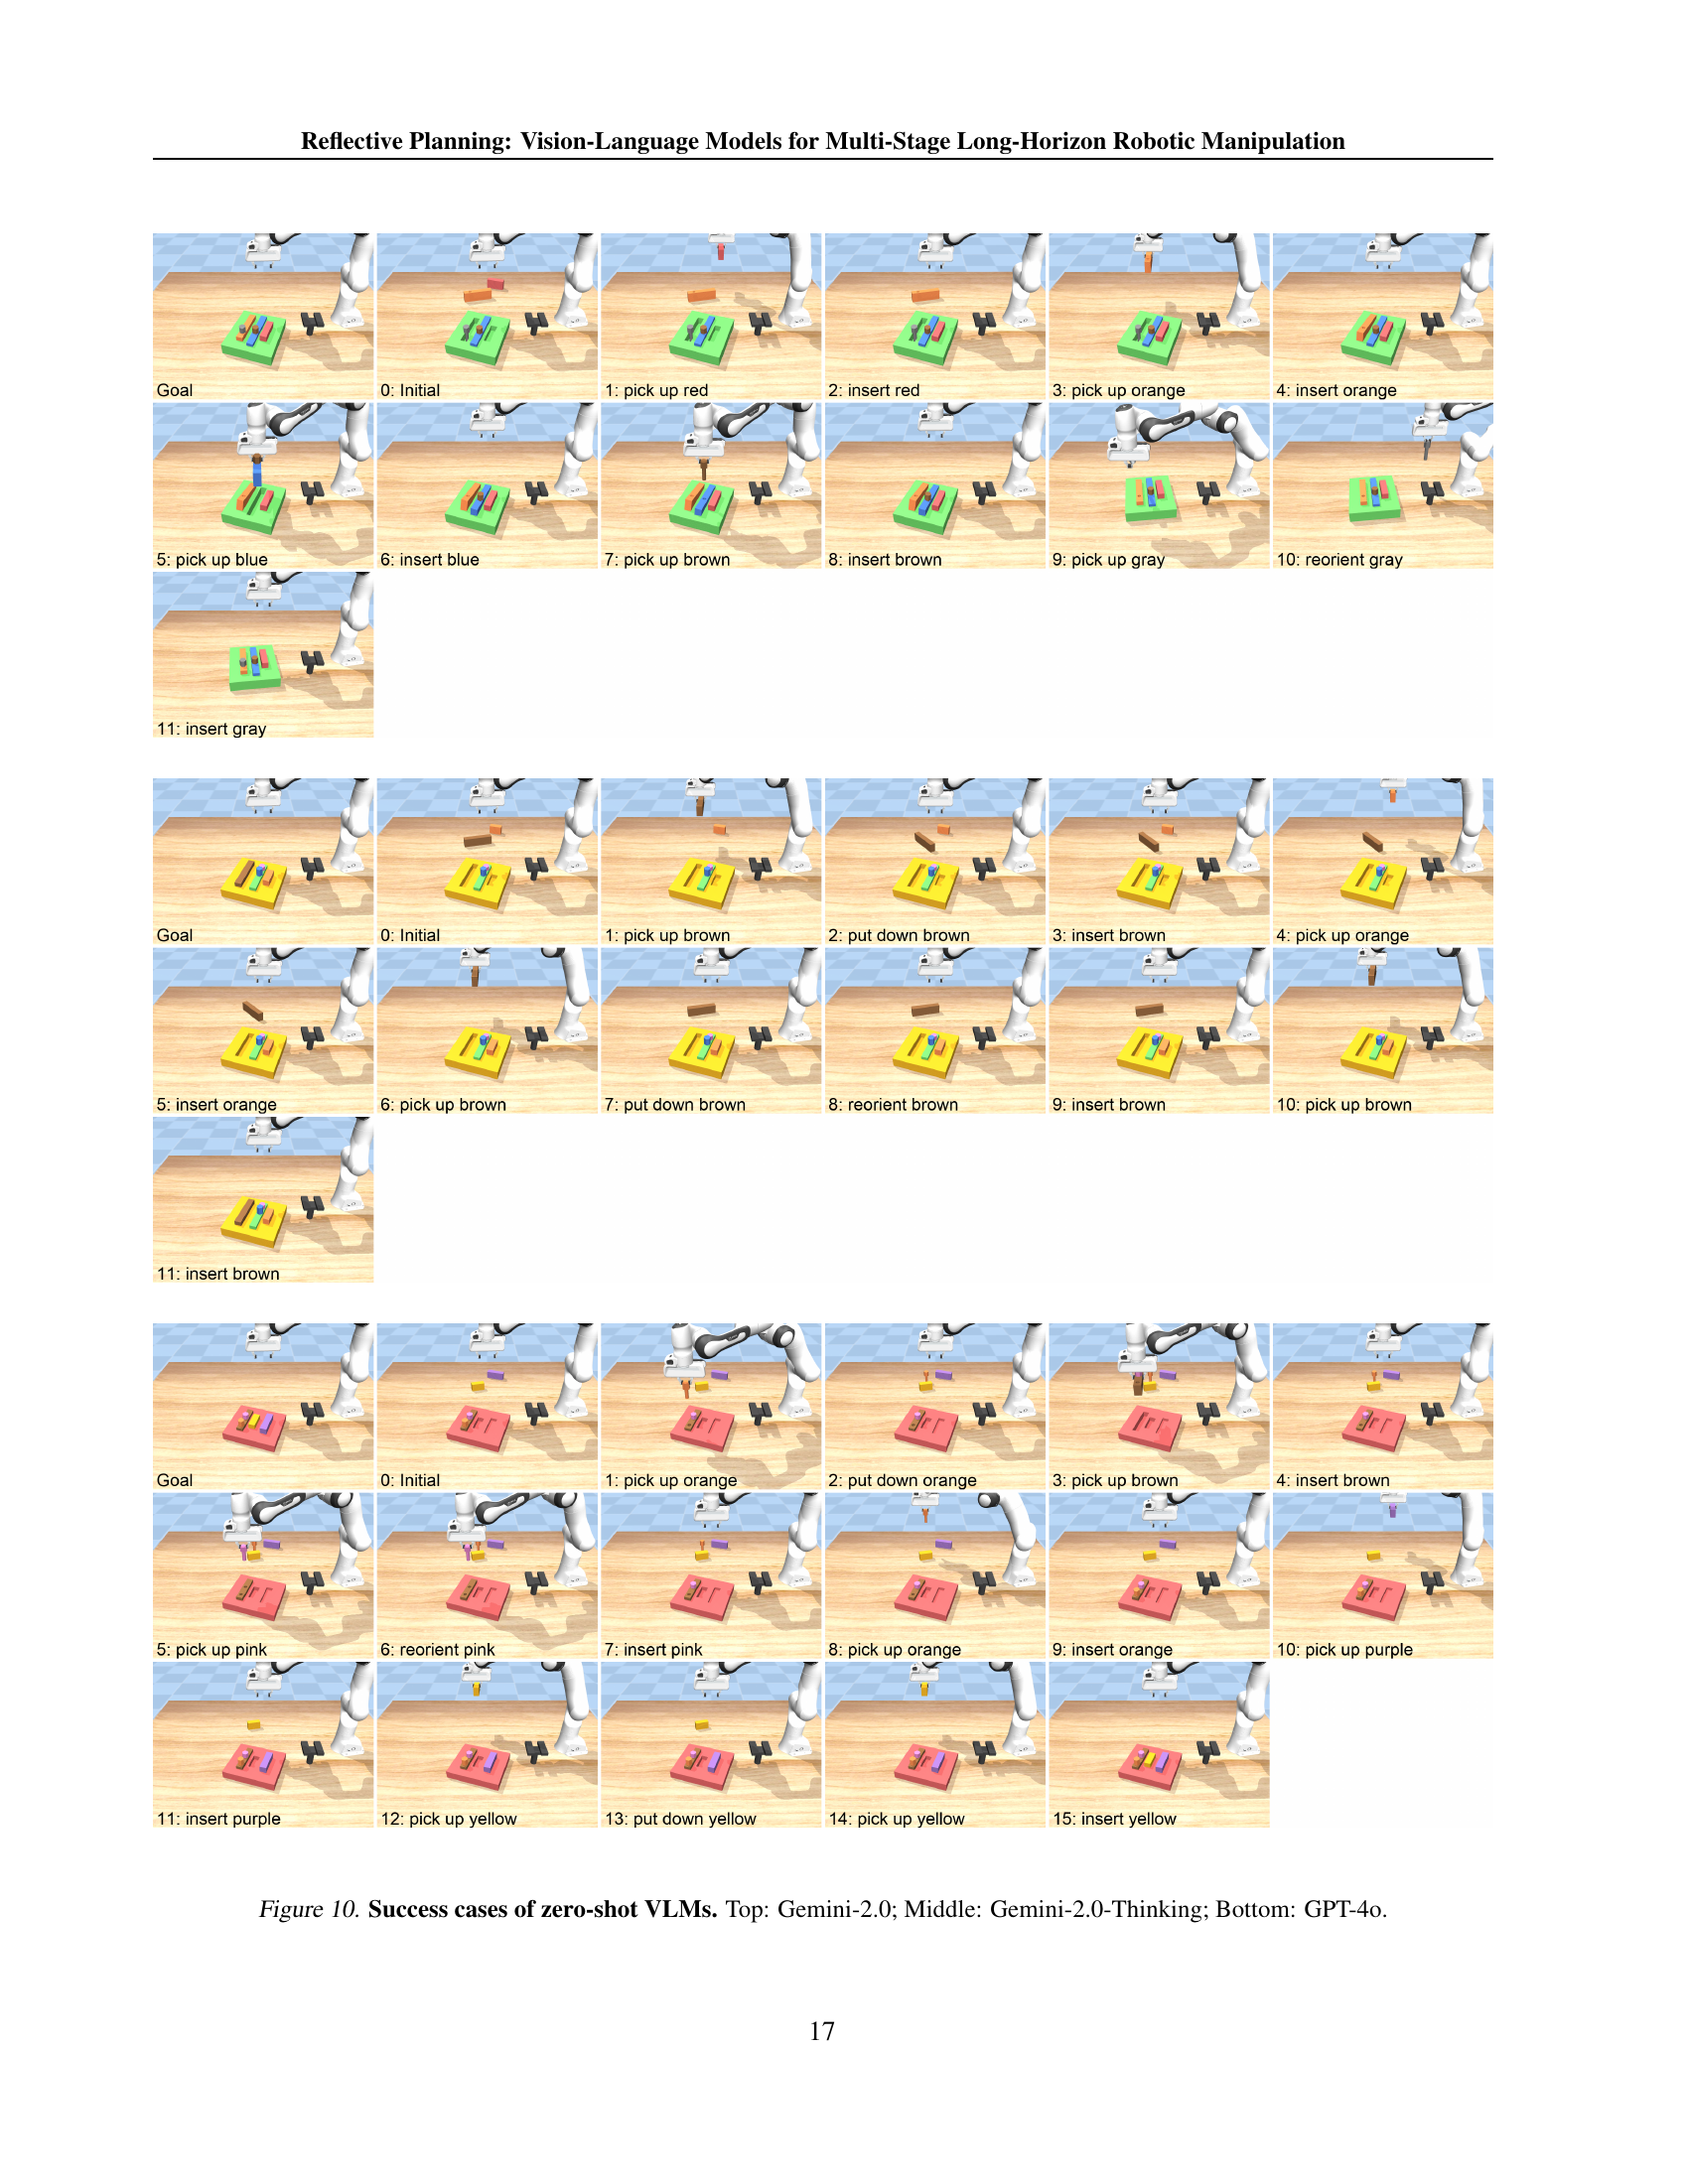 Reflective Planning: Vision-Language Models for Multi-Stage Long-Horizon Robotic Manipulation
Goal
0: Initial
1: pick up red
2: insert red
3: pick up orange
4: insert orange
5: pick up blue
6: insert blue
7: pick up brown
8: insert brown
9: pick up gray
10: reorient gray
11: insert gray
Goal
0: Initial
1: pick up brown
2: put down brown
3: insert brown
4: pick up orange
5: insert orange
6: pick up brown
7: put down brown
8: reorient brown
9: insert brown
10: pick up brown
11: insert brown
Goal
0: Initial
1: pick up orange
2: put down orange
3: pick up brown
4: insert brown
5: pick up pink
6: reorient pink
7: insert pink
8: pick up orange
9: insert orange
10: pick up purple
11: insert purple
12: pick up yellow
13: put down yellow
14: pick up yellow
15: insert yellow
Figure 10. Success cases of zero-shot VLMs. Top: Gemini-2.0; Middle: Gemini-2.0-Thinking; Bottom: GPT-4o.
17